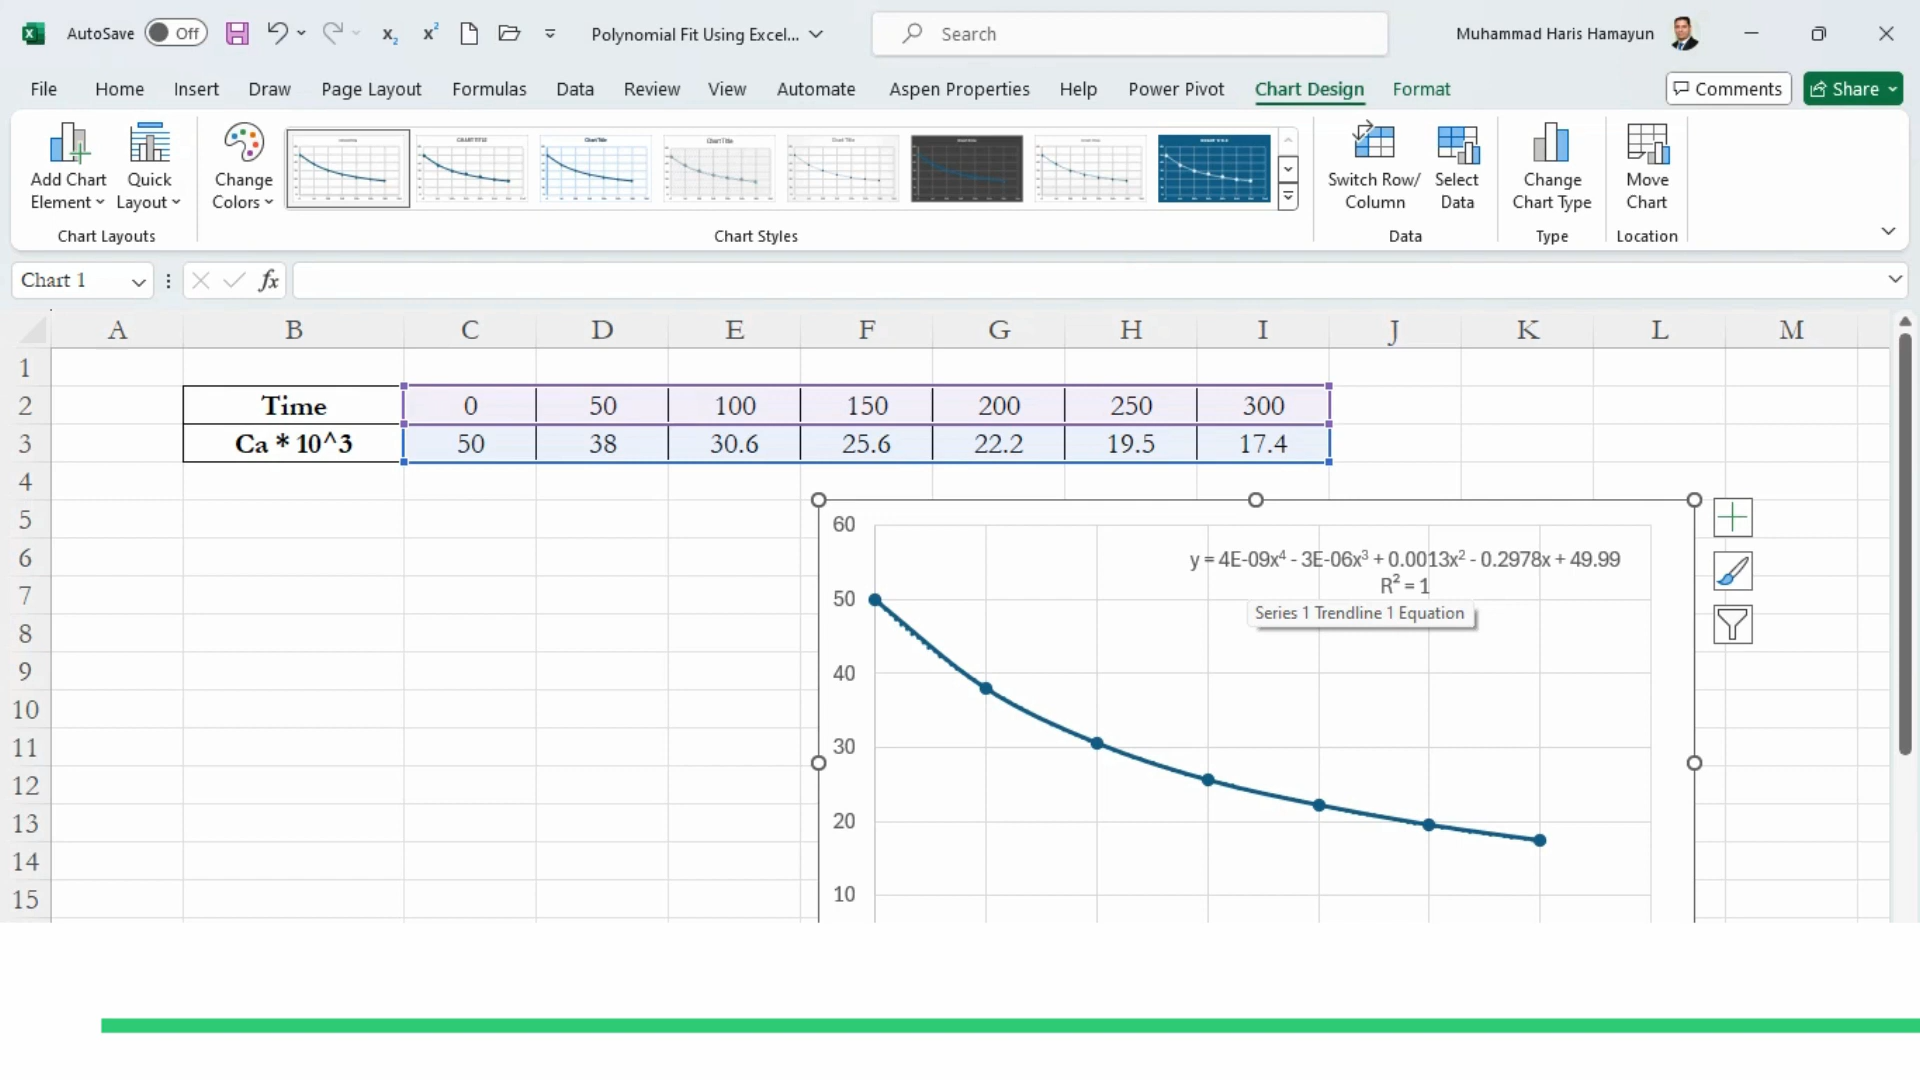 AutoSave Off x₂ x² Polynomial Fit Using Excel... Search Muhammad Haris Hamayun
File Home Insert Draw Page Layout Formulas Data Review View Automate Aspen Properties Help Power Pivot Chart Design Format Comments Share
Add Chart Element Quick Layout Change Colors
Switch Row/ Column Select Data Change Chart Type Move Chart
Chart Layouts Chart Styles Data Type Location
Chart 1 fx
A B C D E F G H I J K L M
1
2 Time 0 50 100 150 200 250 300
3 Ca * 10^3 50 38 30.6 25.6 22.2 19.5 17.4
4
5
6
7
8
9
10
11
12
13
14
15
60
y = 4E-09x⁴ - 3E-06x³ + 0.0013x² - 0.2978x + 49.99
R² = 1
50
Series 1 Trendline 1 Equation
40
30
20
10